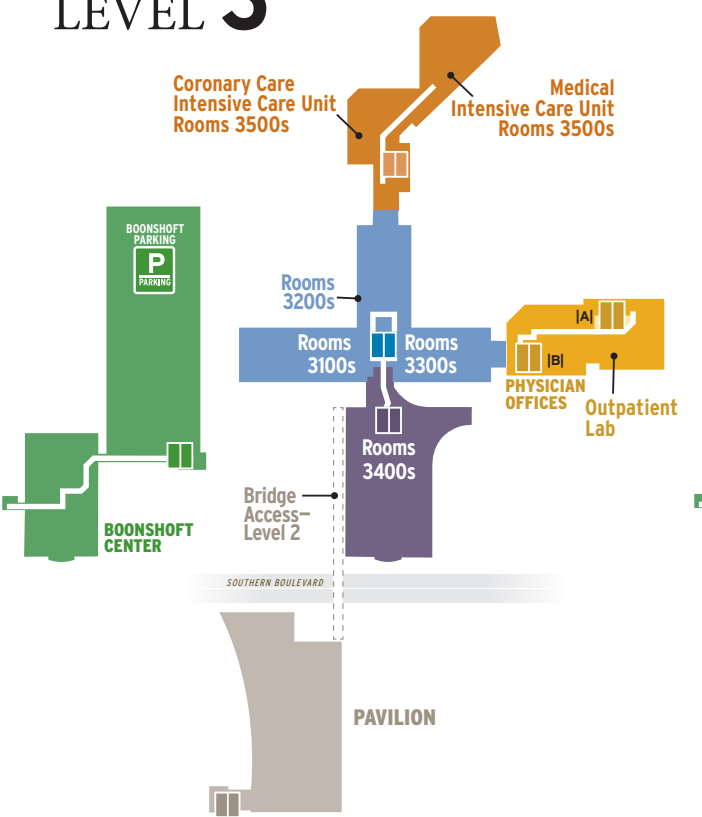 LEVEL 3
Coronary Care
Intensive Care Unit
Rooms 3500s
Medical
Intensive Care Unit
Rooms 3500s
BOONSHOFT
PARKING
P
PARKING
Rooms
3200s
Rooms
3100s
Rooms
3300s
|A|
|B|
PHYSICIAN
OFFICES
Outpatient
Lab
Rooms
3400s
Bridge
Access–
Level 2
BOONSHOFT
CENTER
SOUTHERN BOULEVARD
PAVILION